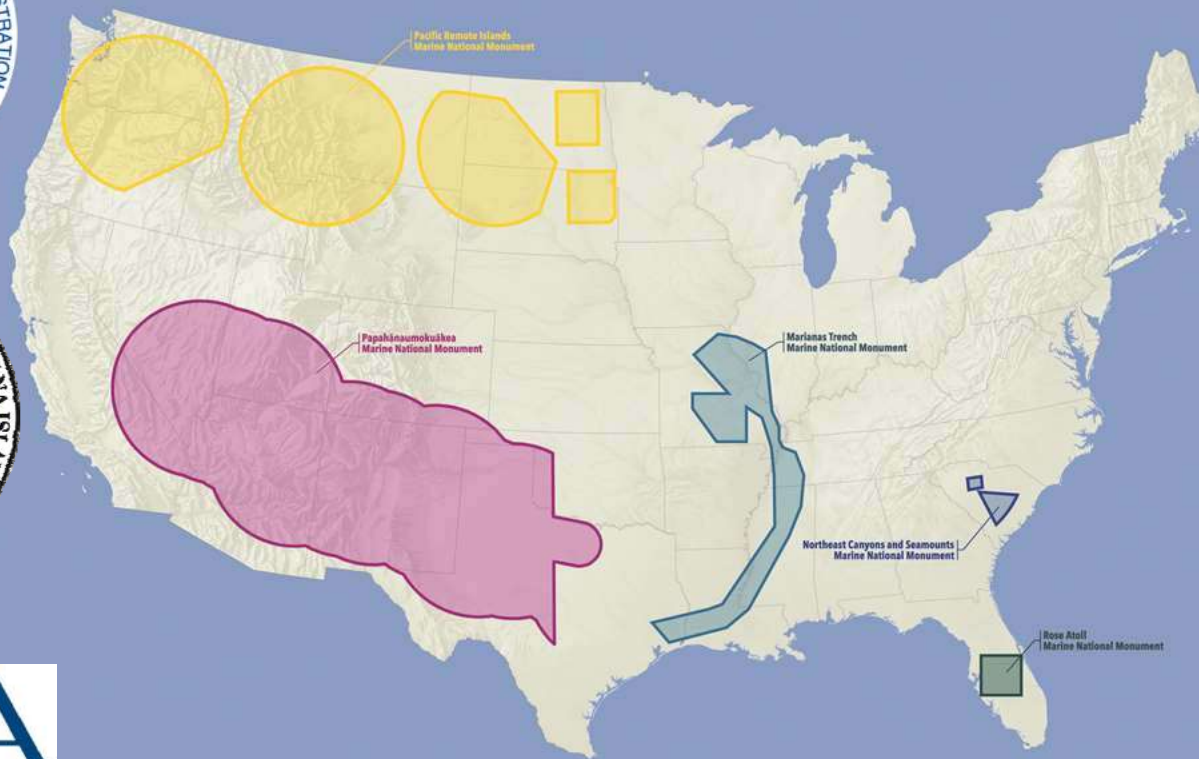 STRATION
Pacific Remote Islands
Marine National Monument
Papahānaumokuākea
Marine National Monument
Marianas Trench
Marine National Monument
Northeast Canyons and Seamounts
Marine National Monument
Rose Atoll
Marine National Monument
A